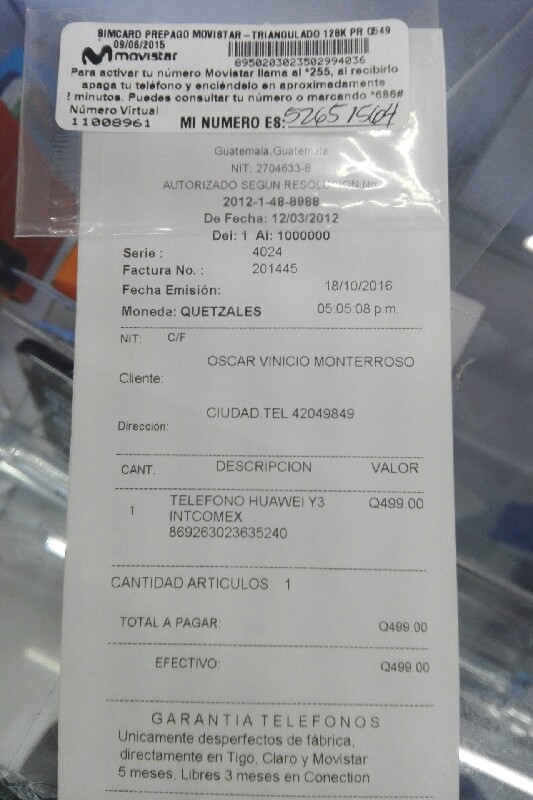 SIMCARD PREPAGO MOVISTAR-TRIANGULADO 128K PR Q549
09/06/2015
movistar
8950203023502994036
Para activar tu número Movistar llama al *255, al recibirlo
apaga tu teléfono y enciéndelo en aproximadamente
2 minutos. Puedes consultar tu número o marcando *686#
Número Virtual
11008961 MI NUMERO ES: 52651564
Guatemala,Guatemala
NIT: 2704633-8
AUTORIZADO SEGUN RESOLUCION No.
2012-1-48-8988
De Fecha: 12/03/2012
Del: 1 Al: 1000000
Serie : 4024
Factura No. : 201445
Fecha Emisión: 18/10/2016
Moneda: QUETZALES 05:05:08 p.m.
NIT: C/F
OSCAR VINICIO MONTERROSO
Cliente:
CIUDAD.TEL.42049849
Dirección:
CANT. DESCRIPCION VALOR
1 TELEFONO HUAWEI Y3 Q499.00
INTCOMEX
869263023635240
CANTIDAD ARTICULOS: 1
TOTAL A PAGAR: Q499.00
EFECTIVO: Q499.00
GARANTIA TELEFONOS
Unicamente desperfectos de fábrica,
directamente en Tigo, Claro y Movistar
5 meses, Libres 3 meses en Conection